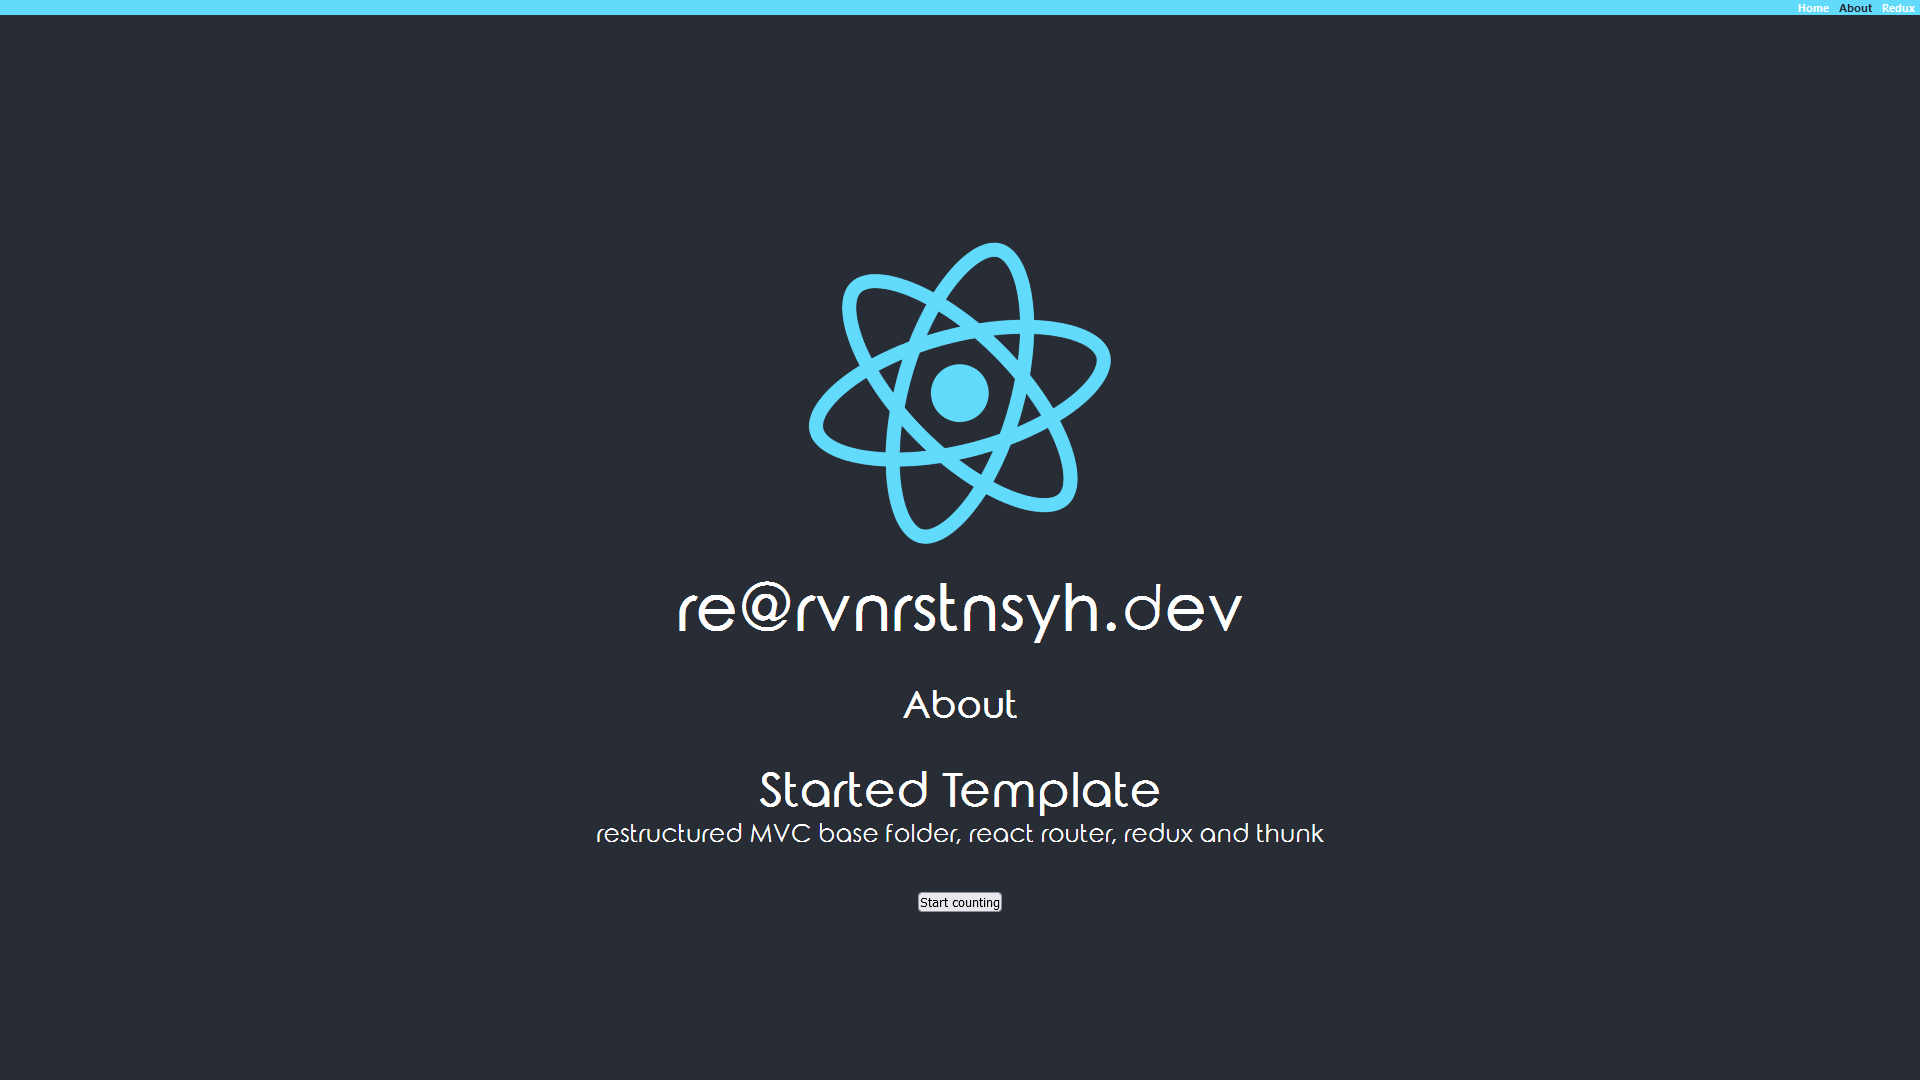 Home About Redux
re@rvnrstnsyh.dev
About
Started Template
restructured MVC base folder, react router, redux and thunk
Start counting